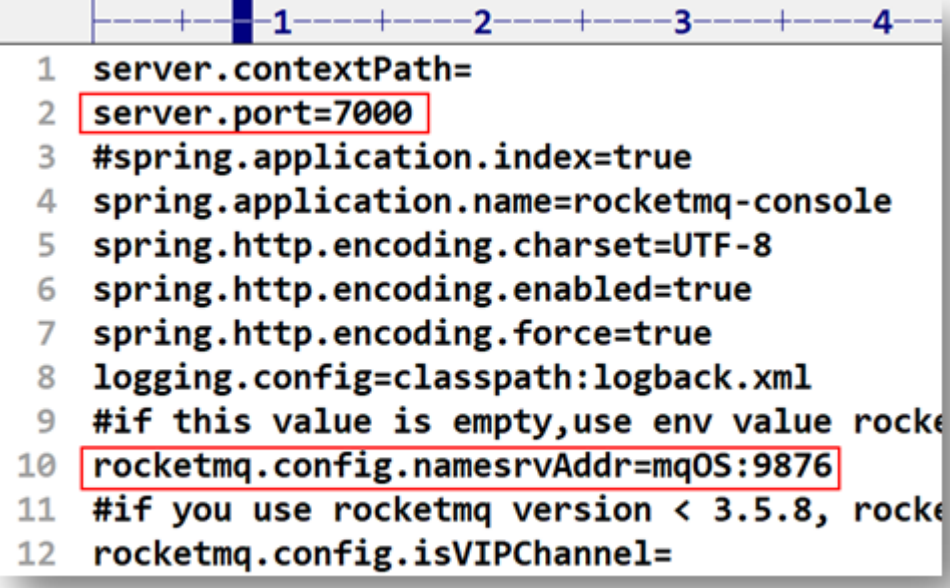 ----+----1----+----2----+----3----+----4---
1 server.contextPath=
2 server.port=7000
3 #spring.application.index=true
4 spring.application.name=rocketmq-console
5 spring.http.encoding.charset=UTF-8
6 spring.http.encoding.enabled=true
7 spring.http.encoding.force=true
8 logging.config=classpath:logback.xml
9 #if this value is empty,use env value rocke
10 rocketmq.config.namesrvAddr=mqOS:9876
11 #if you use rocketmq version < 3.5.8, rocke
12 rocketmq.config.isVIPChannel=